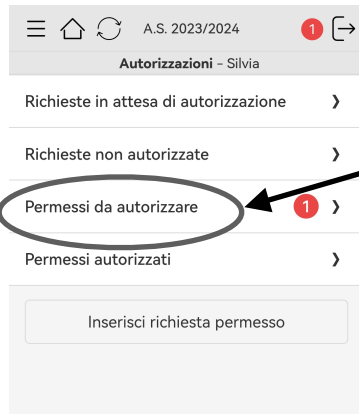 A.S. 2023/2024 1
Autorizzazioni - Silvia
Richieste in attesa di autorizzazione
Richieste non autorizzate
Permessi da autorizzare 1
Permessi autorizzati
Inserisci richiesta permesso